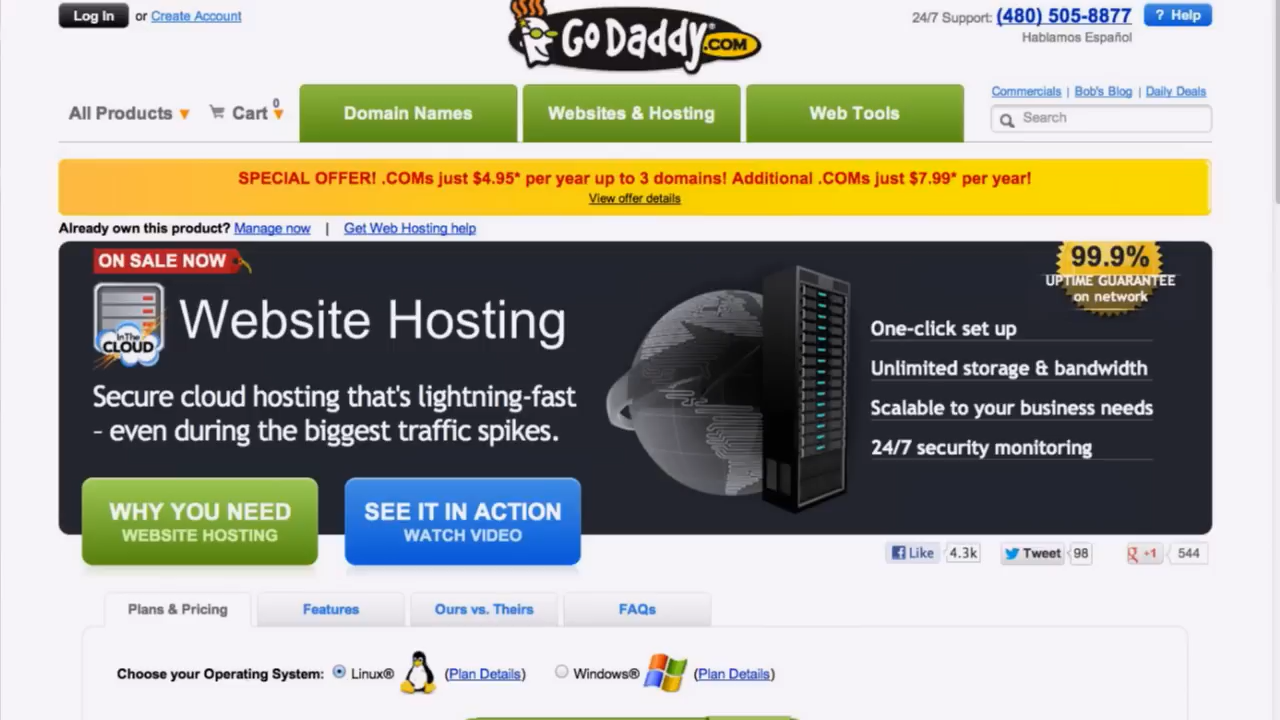 Log In or Create Account
GO DADDY .COM
24/7 Support: (480) 505-8877
? Help
Hablamos Español
All Products
Cart 0
Domain Names
Websites & Hosting
Web Tools
Commercials | Bob's Blog | Daily Deals
Search
SPECIAL OFFER! .COMs just $4.95* per year up to 3 domains! Additional .COMs just $7.99* per year!
View offer details
Already own this product? Manage now | Get Web Hosting help
ON SALE NOW
In The
CLOUD
Website Hosting
Secure cloud hosting that's lightning-fast
– even during the biggest traffic spikes.
99.9%
UPTIME GUARANTEE
on network
One-click set up
Unlimited storage & bandwidth
Scalable to your business needs
24/7 security monitoring
WHY YOU NEED
WEBSITE HOSTING
SEE IT IN ACTION
WATCH VIDEO
Like 4.3k
Tweet 98
g +1 544
Plans & Pricing
Features
Ours vs. Theirs
FAQs
Choose your Operating System: Linux® (Plan Details) Windows® (Plan Details)